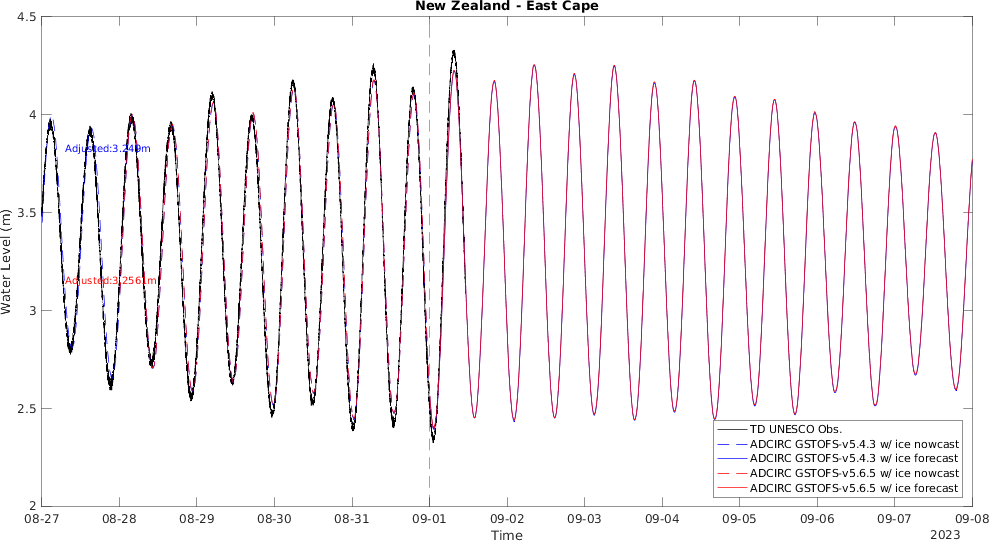 New Zealand - East Cape
4.5
4
3.5
3
2.5
2
Water Level (m)
Adjusted:3.249m
Adjusted:3.2561m
TD UNESCO Obs.
ADCIRC GSTOFS-v5.4.3 w/ ice nowcast
ADCIRC GSTOFS-v5.4.3 w/ ice forecast
ADCIRC GSTOFS-v5.6.5 w/ ice nowcast
ADCIRC GSTOFS-v5.6.5 w/ ice forecast
08-27 08-28 08-29 08-30 08-31 09-01 09-02 09-03 09-04 09-05 09-06 09-07 09-08
Time
2023